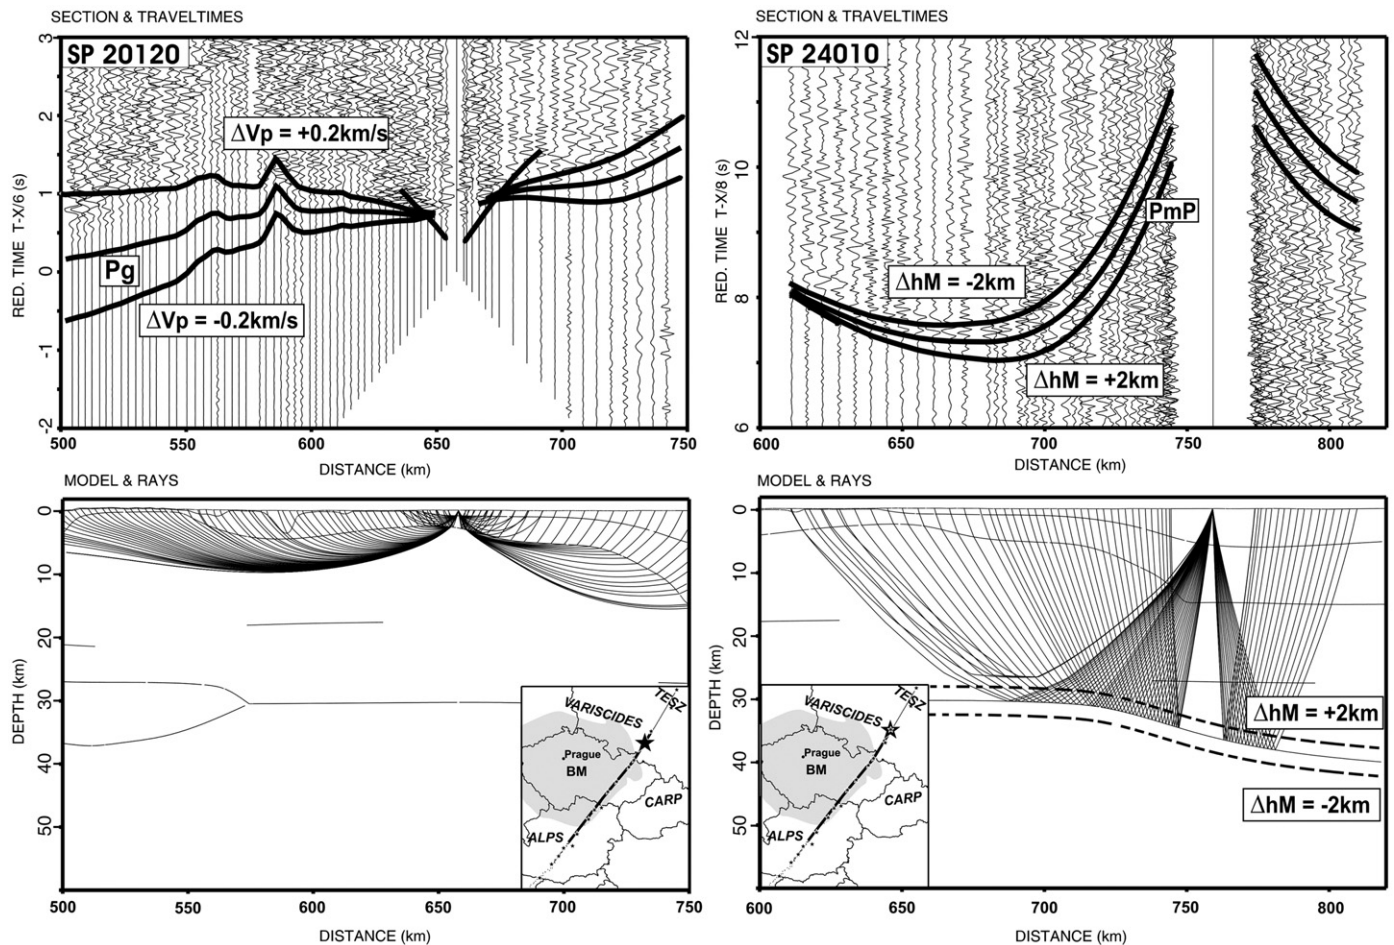 SECTION & TRAVELTIMES
SP 20120
3
2
1
0
-1
-2
RED. TIME T-X/6 (s)
ΔVp = +0.2km/s
Pg
ΔVp = -0.2km/s
500 550 600 650 700 750
DISTANCE (km)
SECTION & TRAVELTIMES
SP 24010
12
10
8
6
RED. TIME T-X/8 (s)
PmP
ΔhM = -2km
ΔhM = +2km
600 650 700 750 800
DISTANCE (km)
MODEL & RAYS
0
10
20
30
40
50
DEPTH (km)
TESZ
VARISCIDES
Prague
BM
CARP
ALPS
500 550 600 650 700 750
DISTANCE (km)
MODEL & RAYS
0
10
20
30
40
50
DEPTH (km)
TESZ
VARISCIDES
Prague
BM
CARP
ALPS
ΔhM = +2km
ΔhM = -2km
600 650 700 750 800
DISTANCE (km)